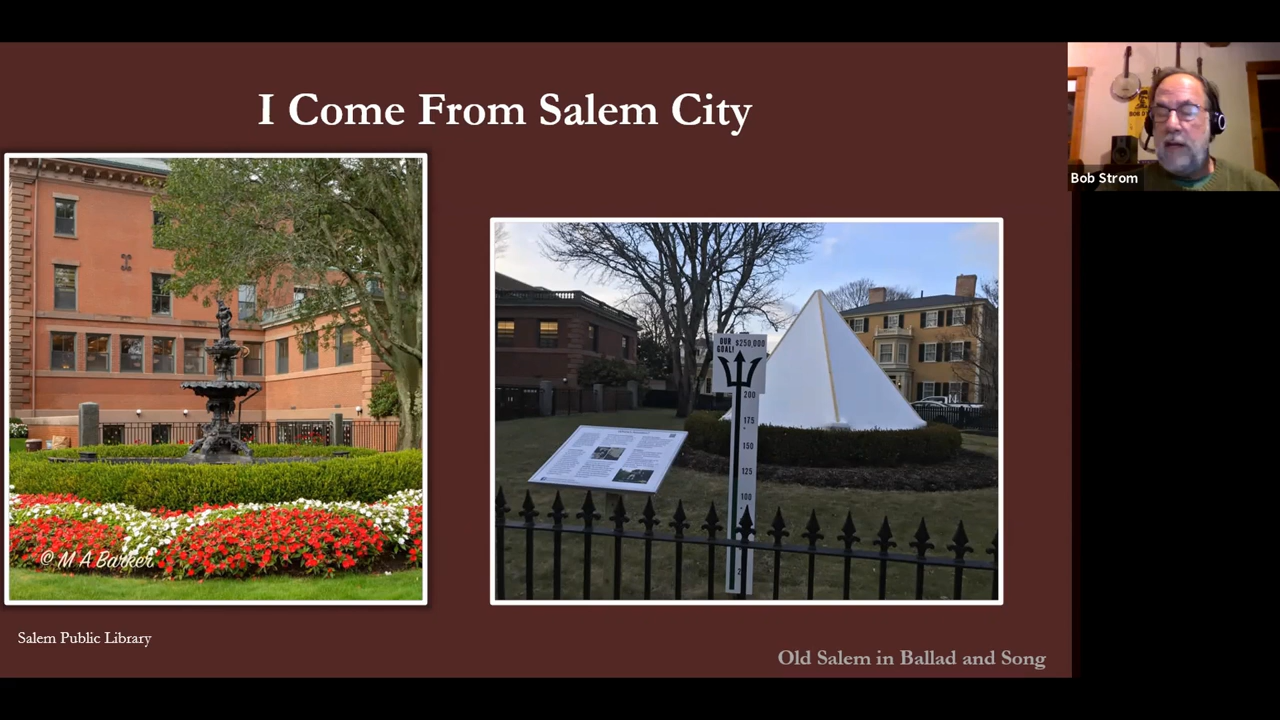 I Come From Salem City
Bob Strom
OUR GOAL! $250,000
200
175
150
125
100
© M A Barker
Salem Public Library
Old Salem in Ballad and Song